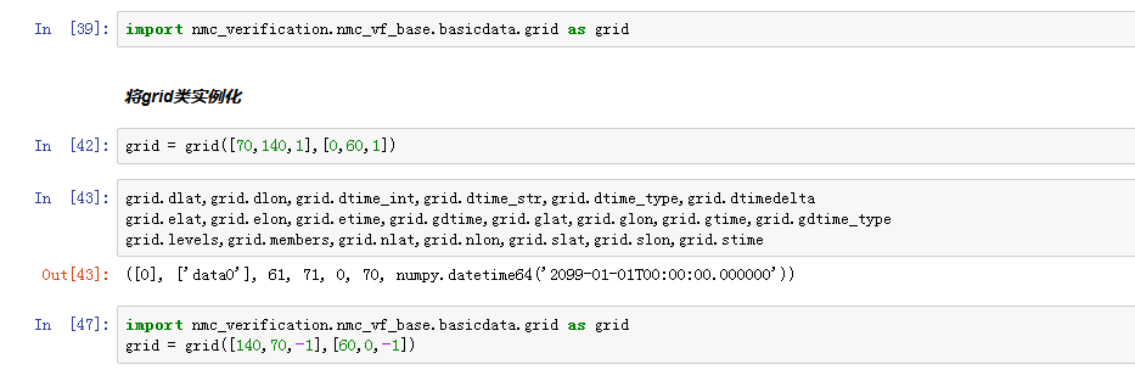 In [39]: import nmc_verification.nmc_vf_base.basicdata.grid as grid
将grid类实例化
In [42]: grid = grid([70,140,1],[0,60,1])
In [43]: grid.dlat,grid.dlon,grid.dtime_int,grid.dtime_str,grid.dtime_type,grid.dtimedelta
grid.elat,grid.elon,grid.etime,grid.gdtime,grid.glat,grid.glon,grid.gtime,grid.gdtime_type
grid.levels,grid.members,grid.nlat,grid.nlon,grid.slat,grid.slon,grid.stime
Out[43]: ([0], ['data0'], 61, 71, 0, 70, numpy.datetime64('2099-01-01T00:00:00.000000'))
In [47]: import nmc_verification.nmc_vf_base.basicdata.grid as grid
grid = grid([140,70,-1],[60,0,-1])